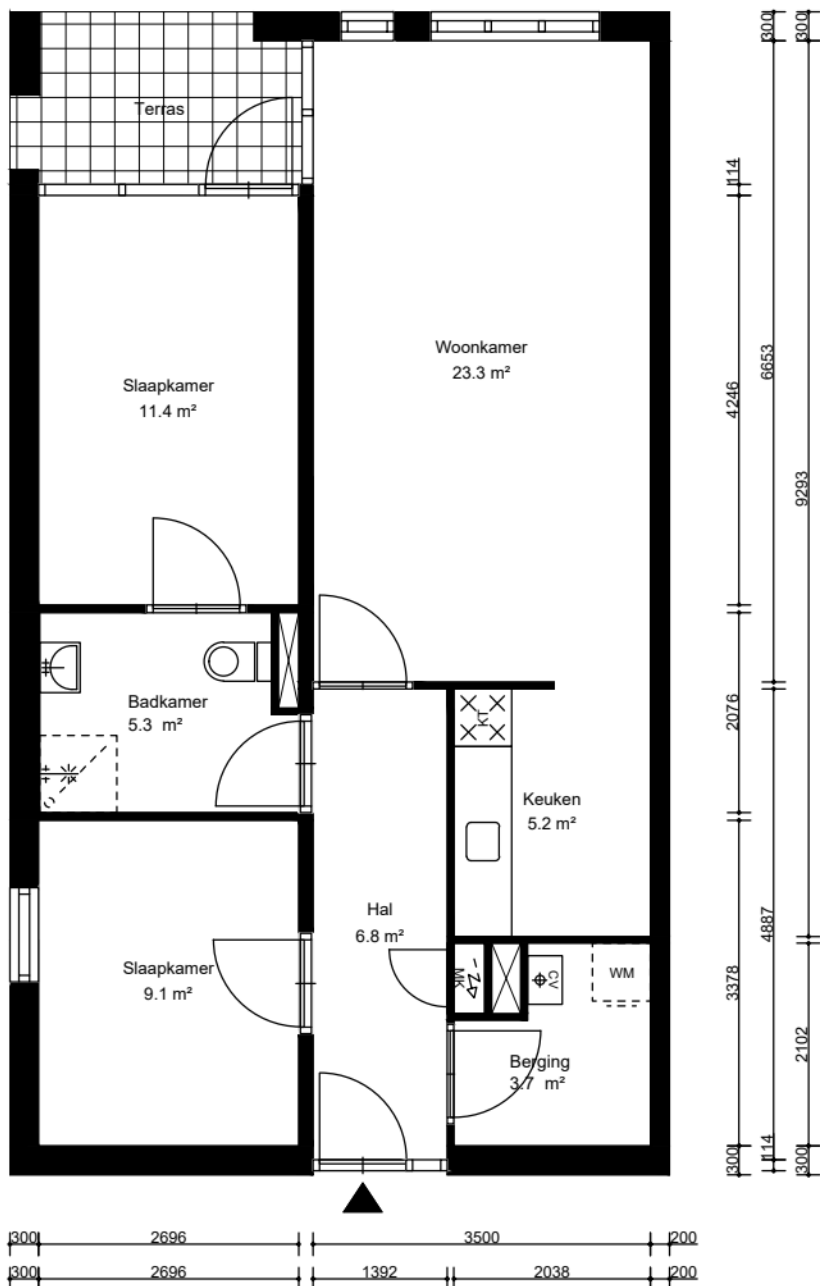 Terras
Woonkamer
23.3 m²
Slaapkamer
11.4 m²
Badkamer
5.3 m²
KT
Keuken
5.2 m²
Hal
6.8 m²
Slaapkamer
9.1 m²
MK
CV
WM
Berging
3.7 m²
300
300
114
6653
4246
9293
2076
4887
3378
2102
300
114
300
300
2696
3500
200
300
2696
1392
2038
200